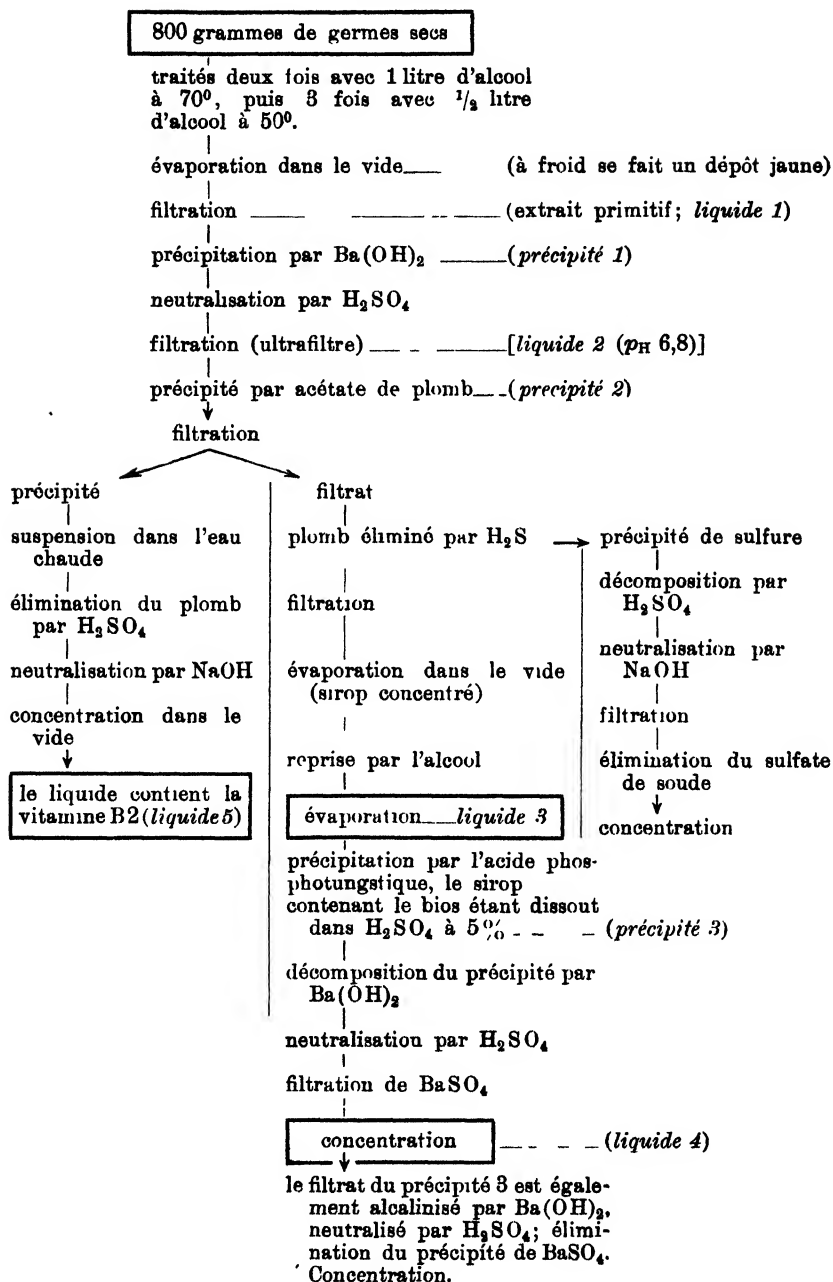 800 grammes de germes secs
traités deux fois avec 1 litre d'alcool
à 70⁰, puis 3 fois avec ¹/₂ litre
d'alcool à 50⁰.
évaporation dans le vide (à froid se fait un dépôt jaune)
filtration (extrait primitif; liquide 1)
précipitation par Ba(OH)₂ (précipité 1)
neutralisation par H₂SO₄
filtration (ultrafiltre) [liquide 2 (pH 6,8)]
précipité par acétate de plomb (precipité 2)
filtration
précipité
suspension dans l'eau
chaude
élimination du plomb
par H₂SO₄
neutralisation par NaOH
concentration dans le
vide
le liquide contient la
vitamine B2 (liquide 5)
filtrat
plomb éliminé par H₂S
filtration
évaporation dans le vide
(sirop concentré)
reprise par l'alcool
évaporation liquide 3
précipitation par l'acide phos-
photungstique, le sirop
contenant le bios étant dissout
dans H₂SO₄ à 5% (précipité 3)
décomposition du précipité par
Ba(OH)₂
neutralisation par H₂SO₄
filtration de BaSO₄
concentration (liquide 4)
le filtrat du précipité 3 est égale-
ment alcalinisé par Ba(OH)₂,
neutralisé par H₂SO₄; élimi-
nation du précipité de BaSO₄.
Concentration.
précipité de sulfure
décomposition par
H₂SO₄
neutralisation par
NaOH
filtration
élimination du sulfate
de soude
concentration